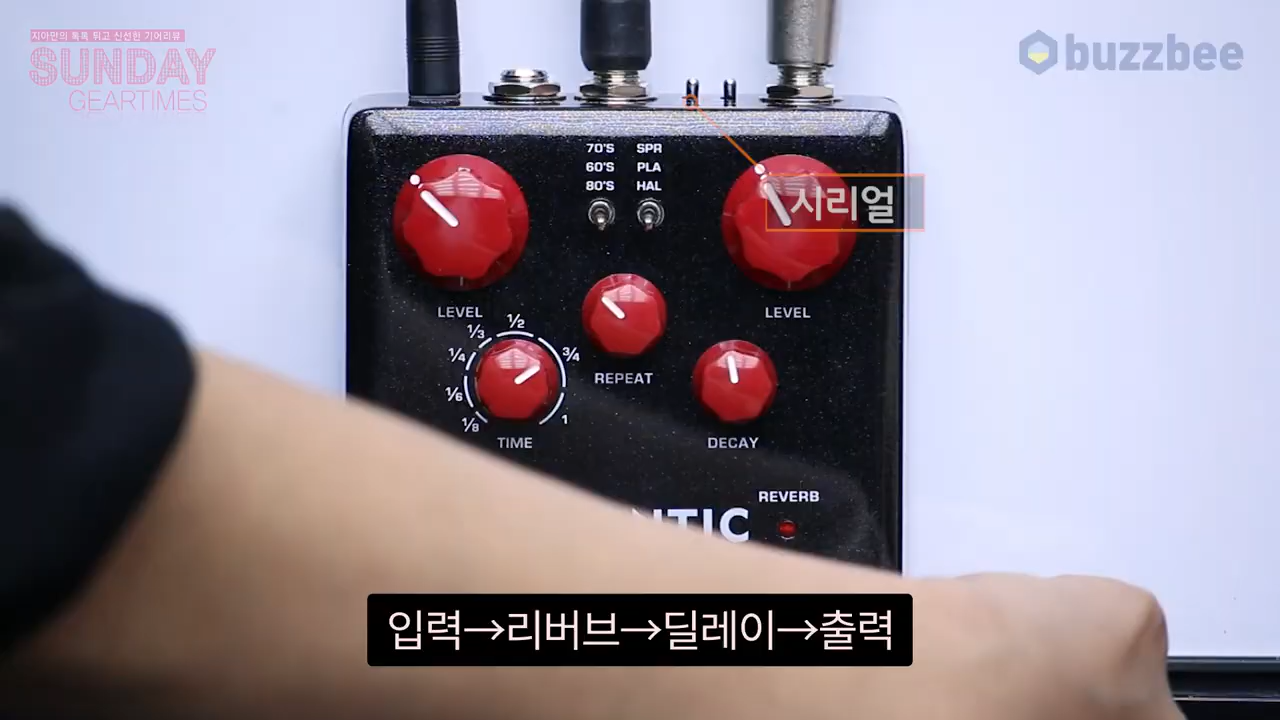 지아만의 톡톡 튀고 신선한 기어리뷰
SUNDAY
GEARTIMES
buzzbee
70'S SPR
60'S PLA
80'S HAL
시리얼
LEVEL
LEVEL
1/2
1/3
1/4
3/4
1/6
1/8
1
REPEAT
TIME
DECAY
REVERB
입력→리버브→딜레이→출력